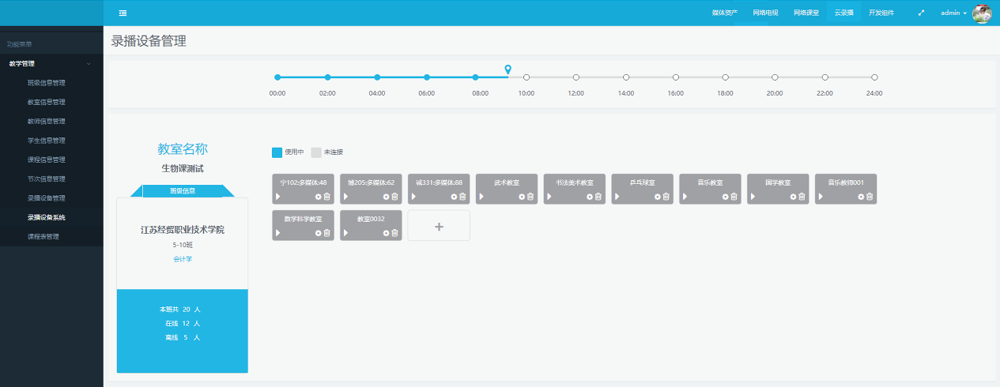 媒体资产 网络电视 网络课堂 云录播 开发组件 admin
功能菜单
教学管理
班级信息管理
教室信息管理
教师信息管理
学生信息管理
课程信息管理
节次信息管理
录播设备管理
录播设备系统
课程表管理
录播设备管理
00:00 02:00 04:00 06:00 08:00 10:00 12:00 14:00 16:00 18:00 20:00 22:00 24:00
教室名称
生物课测试
班级信息
江苏经贸职业技术学院
5-10班
会计学
本班共 20 人
在线 12 人
离线 5 人
使用中 未连接
宁102:多媒体:48 博205:多媒体:62 诚331:多媒体:88 武术教室 书法美术教室 乒乓球室 音乐教室 国学教室 音乐教师001
数学科学教室 教室0032